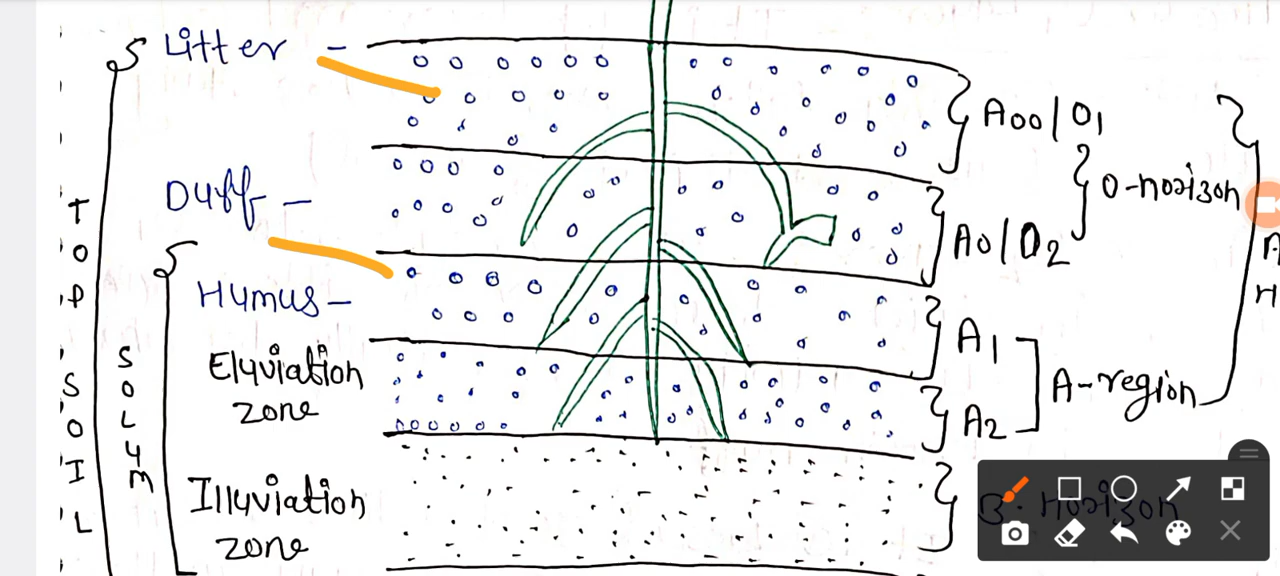 Litter -
A00/O1
Duff -
O-horizon
A0/O2
Humus -
A1
Eluviation
zone
A-region
A2
Illuviation
zone
B-Horizon
TOP SOIL
SOLUM
A
H